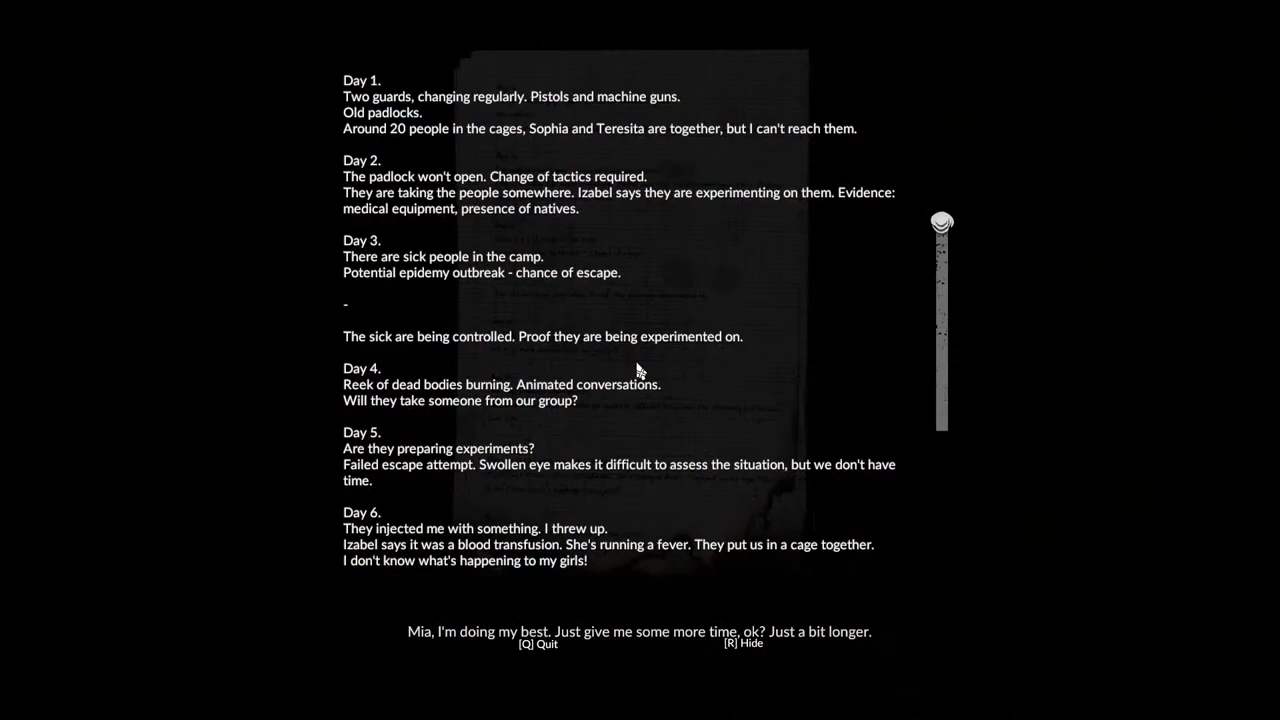 Day 1.
Two guards, changing regularly. Pistols and machine guns.
Old padlocks.
Around 20 people in the cages, Sophia and Teresita are together, but I can't reach them.
Day 2.
The padlock won't open. Change of tactics required.
They are taking the people somewhere. Izabel says they are experimenting on them. Evidence:
medical equipment, presence of natives.
Day 3.
There are sick people in the camp.
Potential epidemy outbreak - chance of escape.
-
The sick are being controlled. Proof they are being experimented on.
Day 4.
Reek of dead bodies burning. Animated conversations.
Will they take someone from our group?
Day 5.
Are they preparing experiments?
Failed escape attempt. Swollen eye makes it difficult to assess the situation, but we don't have
time.
Day 6.
They injected me with something. I threw up.
Izabel says it was a blood transfusion. She's running a fever. They put us in a cage together.
I don't know what's happening to my girls!
Mia, I'm doing my best. Just give me some more time, ok? Just a bit longer.
[Q] Quit [R] Hide